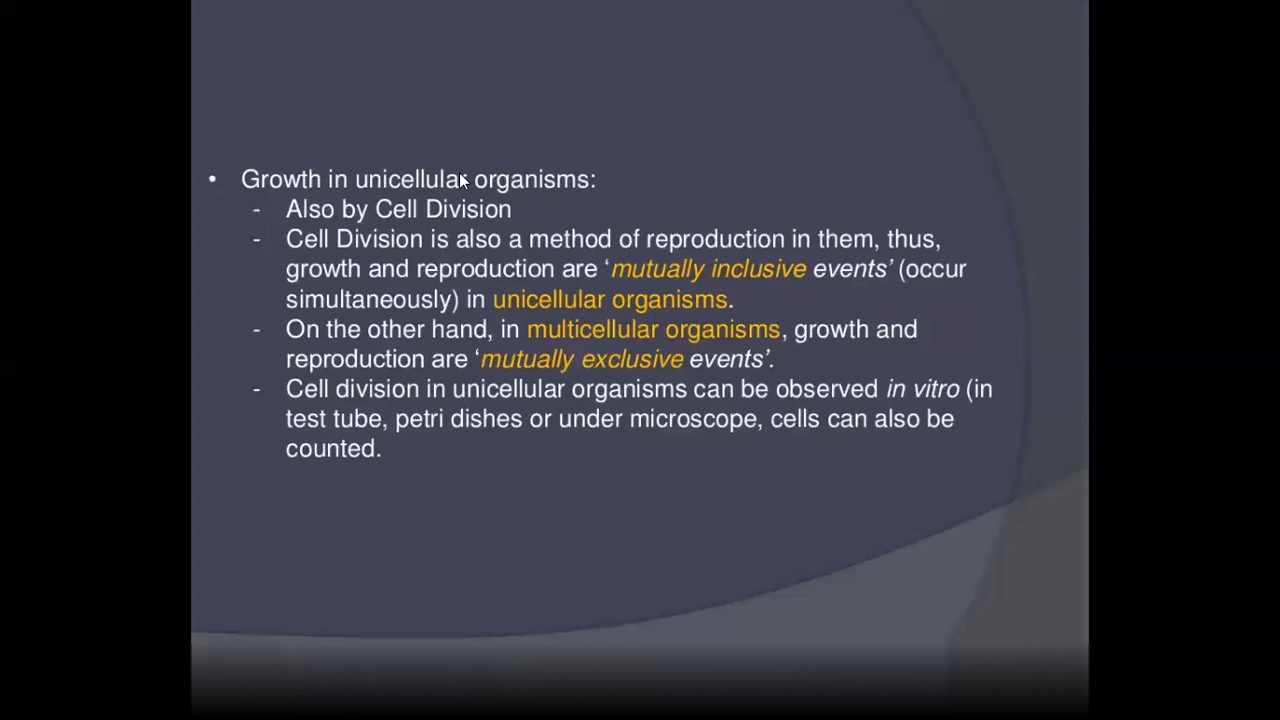 • Growth in unicellular organisms:
- Also by Cell Division
- Cell Division is also a method of reproduction in them, thus,
growth and reproduction are ‘mutually inclusive events’ (occur
simultaneously) in unicellular organisms.
- On the other hand, in multicellular organisms, growth and
reproduction are ‘mutually exclusive events’.
- Cell division in unicellular organisms can be observed in vitro (in
test tube, petri dishes or under microscope, cells can also be
counted.